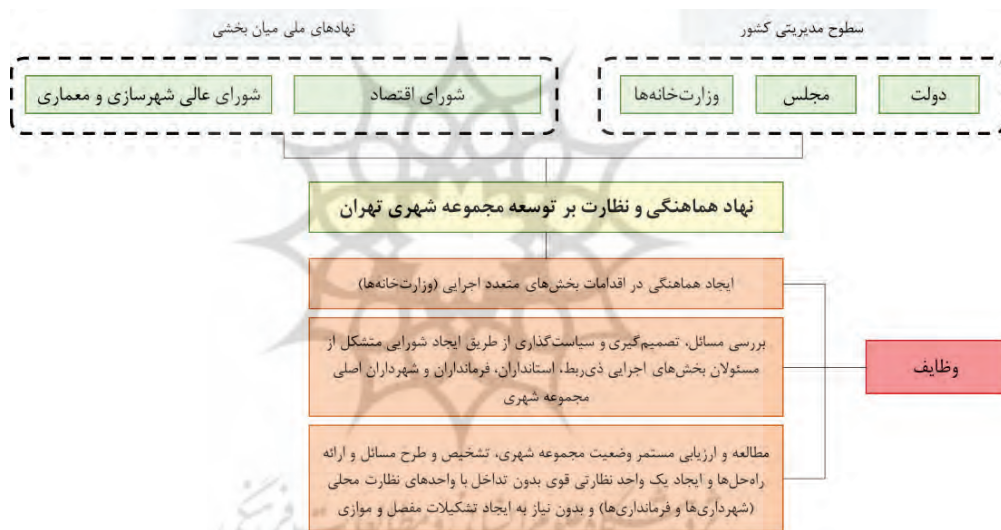 سطوح مدیریتی کشور
نهادهای ملی میان بخشی
دولت
مجلس
وزارت‌خانه‌ها
شورای اقتصاد
شورای عالی شهرسازی و معماری
نهاد هماهنگی و نظارت بر توسعه مجموعه شهری تهران
وظایف
ایجاد هماهنگی در اقدامات بخش‌های متعدد اجرایی (وزارت‌خانه‌ها)
بررسی مسائل، تصمیم‌گیری و سیاست‌گذاری از طریق ایجاد شورایی متشکل از
مسئولان بخش‌های اجرایی ذی‌ربط، استانداران، فرمانداران و شهرداران اصلی
مجموعه شهری
مطالعه و ارزیابی مستمر وضعیت مجموعه شهری، تشخیص و طرح مسائل و ارائه
راه‌حل‌ها و ایجاد یک واحد نظارتی قوی بدون تداخل با واحدهای نظارت محلی
(شهرداری‌ها و فرمانداری‌ها) و بدون نیاز به ایجاد تشکیلات مفصل و موازی